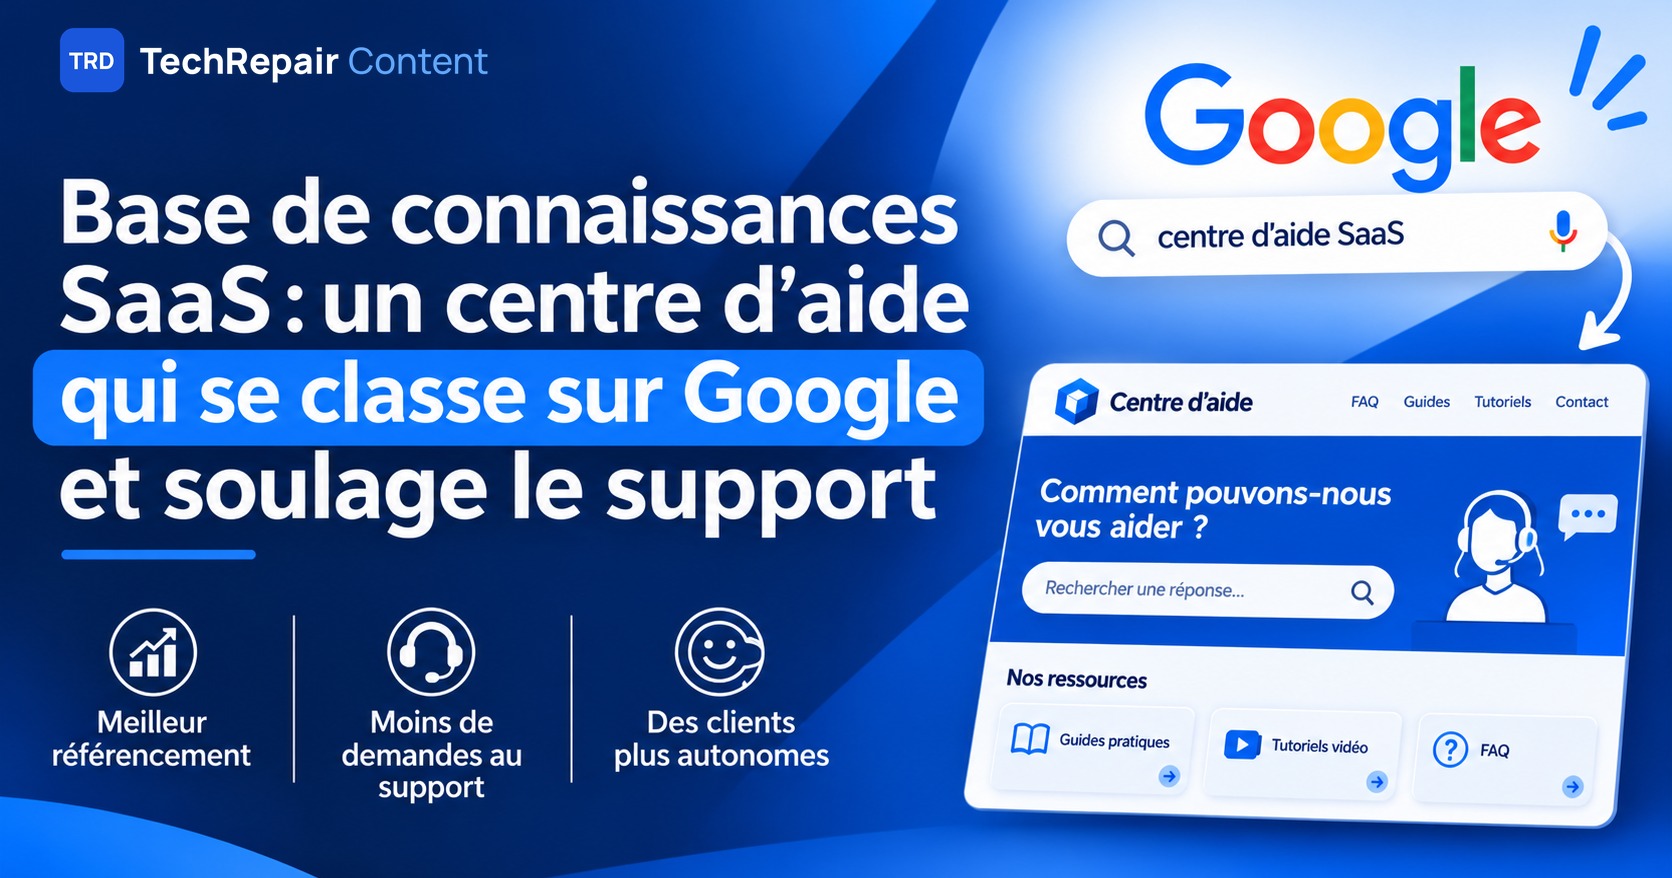 TRD
TechRepair Content
Base de connaissances
SaaS : un centre d’aide
qui se classe sur Google
et soulage le support
Meilleur
référencement
Moins de
demandes au
support
Des clients
plus autonomes
Google
centre d’aide SaaS
Centre d’aide
FAQ
Guides
Tutoriels
Contact
Comment pouvons-nous
vous aider ?
Rechercher une réponse...
Nos ressources
Guides pratiques
Tutoriels vidéo
FAQ